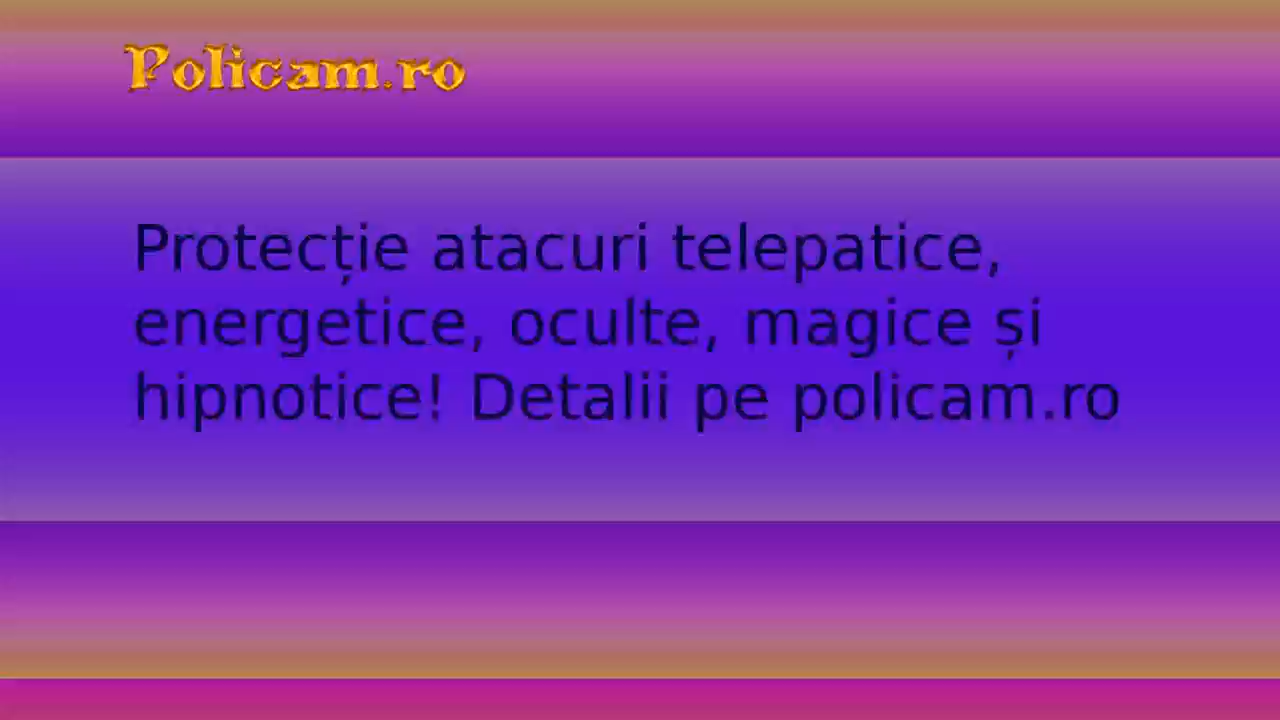 Policam.ro
Protecție atacuri telepatice,
energetice, oculte, magice și
hipnotice! Detalii pe policam.ro